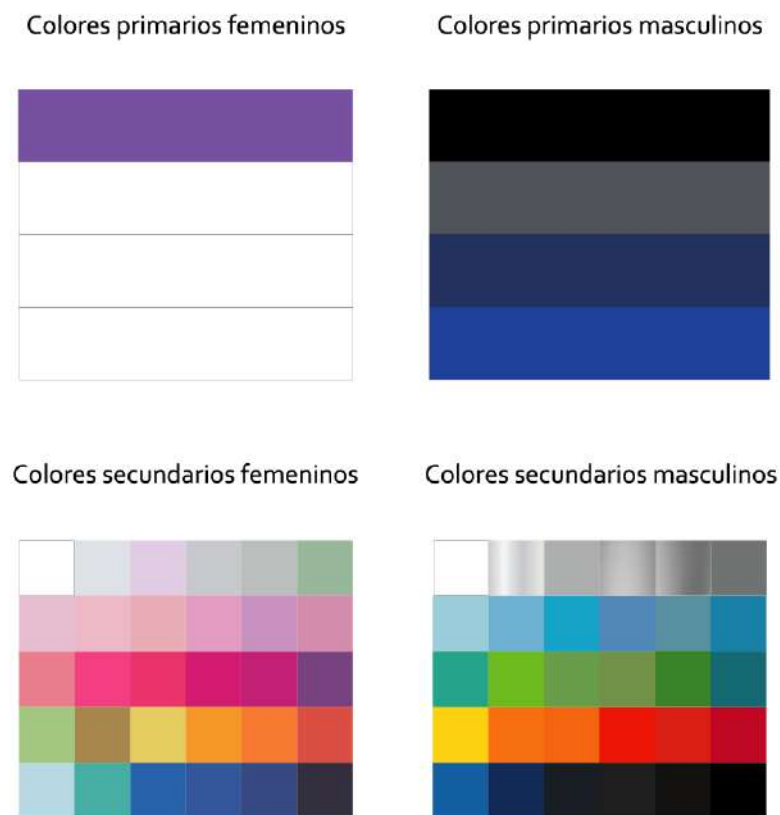 Colores primarios femeninos
Colores primarios masculinos
Colores secundarios femeninos
Colores secundarios masculinos